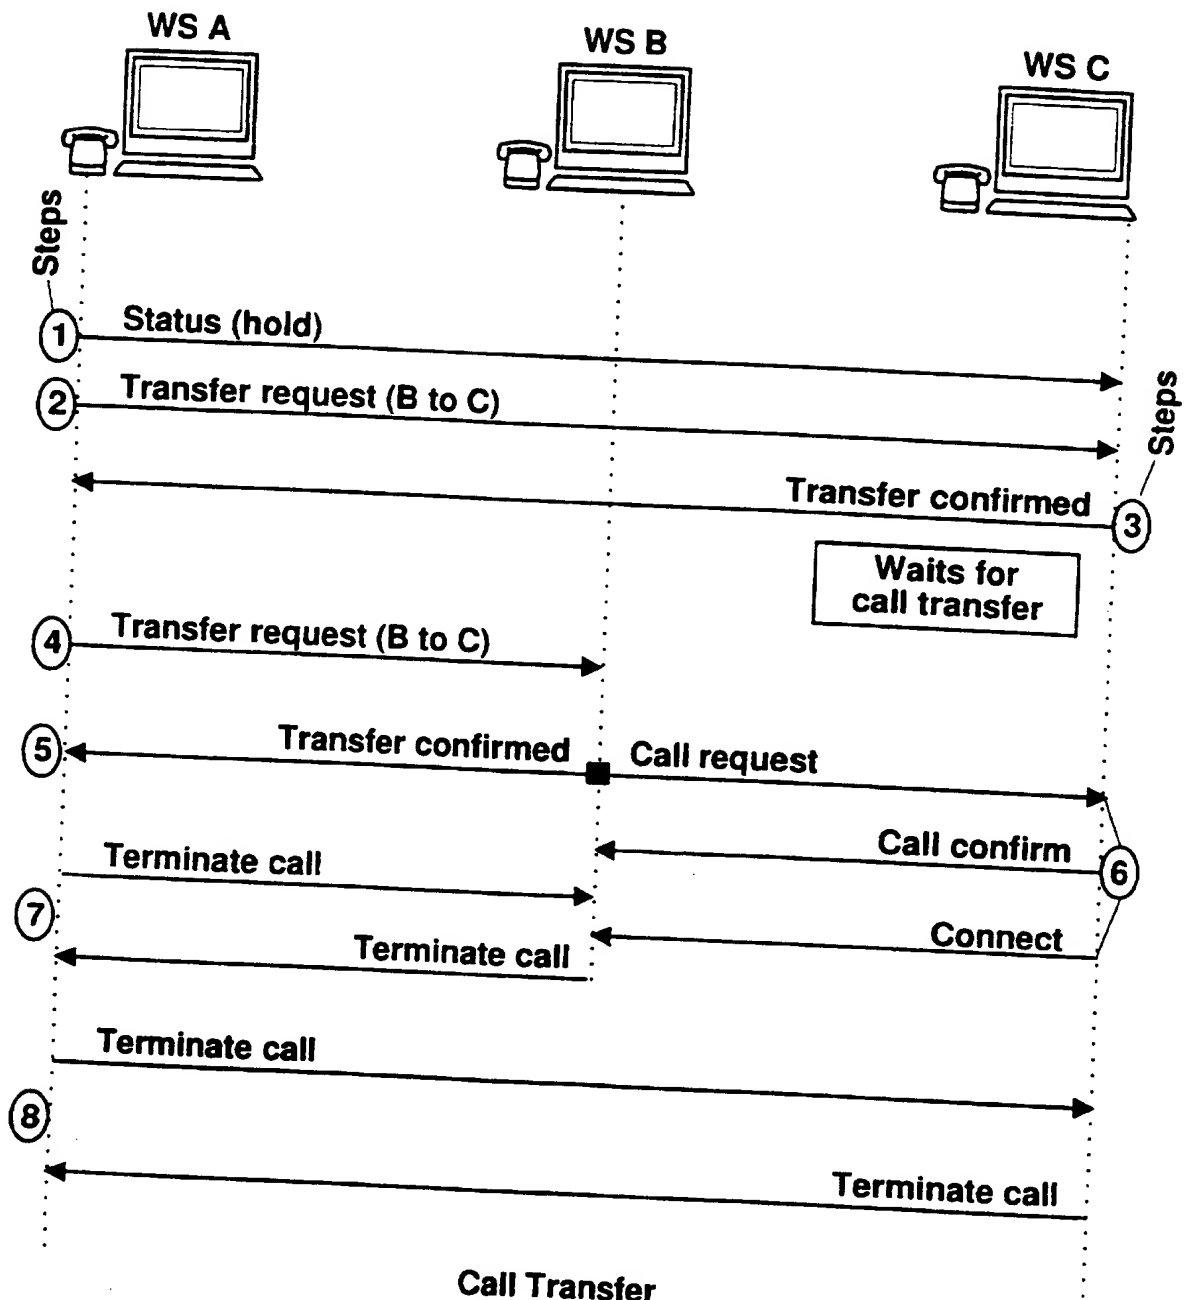 WS A
WS B
WS C
Steps
1
Status (hold)
2
Transfer request (B to C)
Steps
Transfer confirmed
3
Waits for
call transfer
4
Transfer request (B to C)
5
Transfer confirmed
Call request
Call confirm
6
Terminate call
7
Connect
Terminate call
Terminate call
8
Terminate call
Call Transfer